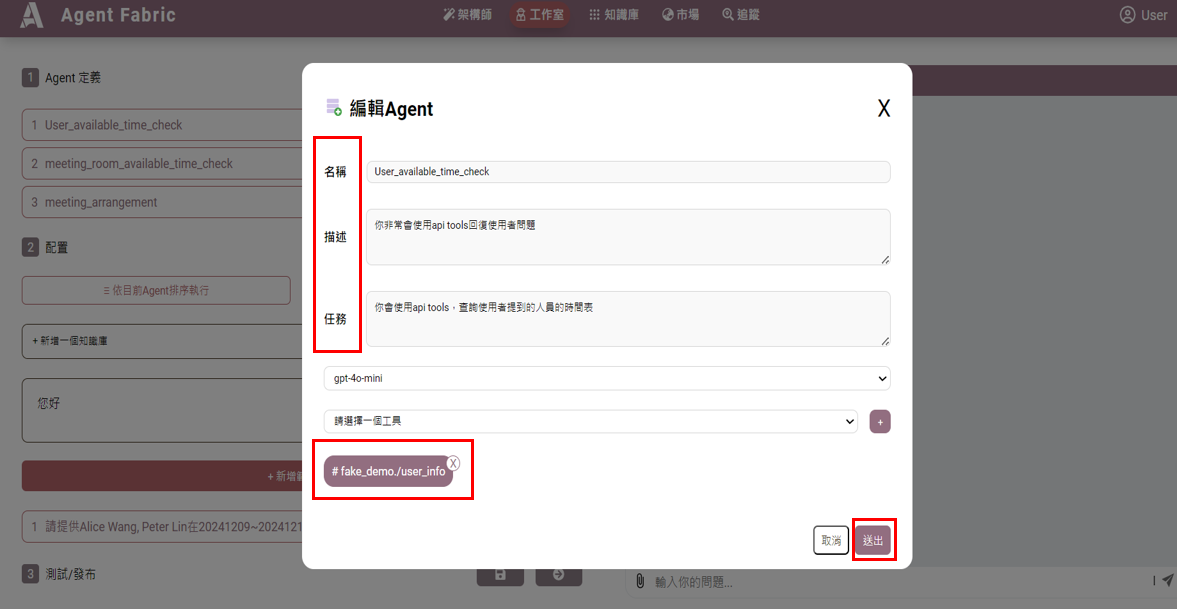 Agent Fabric
架構師
工作室
知識庫
市場
追蹤
User
1 Agent 定義
1 User_available_time_check
2 meeting_room_available_time_check
3 meeting_arrangement
2 配置
依目前Agent排序執行
+ 新增一個知識庫
您好
+ 新增
1 請提供Alice Wang, Peter Lin在20241209~2024121
3 測試/發布
編輯Agent
X
名稱
User_available_time_check
描述
你非常會使用api tools回復使用者問題
任務
你會使用api tools，查詢使用者提到的人員的時間表
gpt-4o-mini
請選擇一個工具
+
# fake_demo./user_info
X
取消
送出
輸入你的問題...